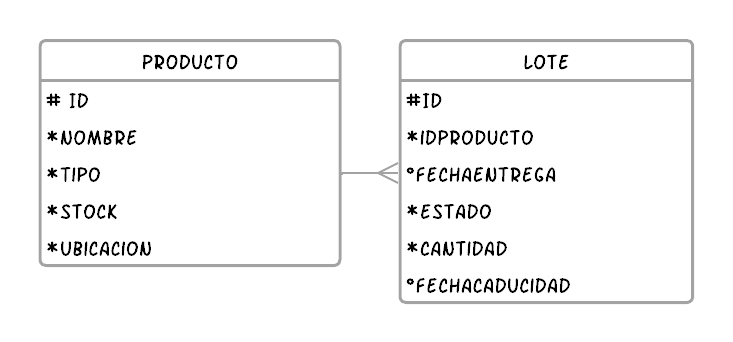 PRODUCTO
# ID
*NOMBRE
*TIPO
*STOCK
*UBICACION
LOTE
#ID
*IDPRODUCTO
°FECHAENTREGA
*ESTADO
*CANTIDAD
°FECHACADUCIDAD